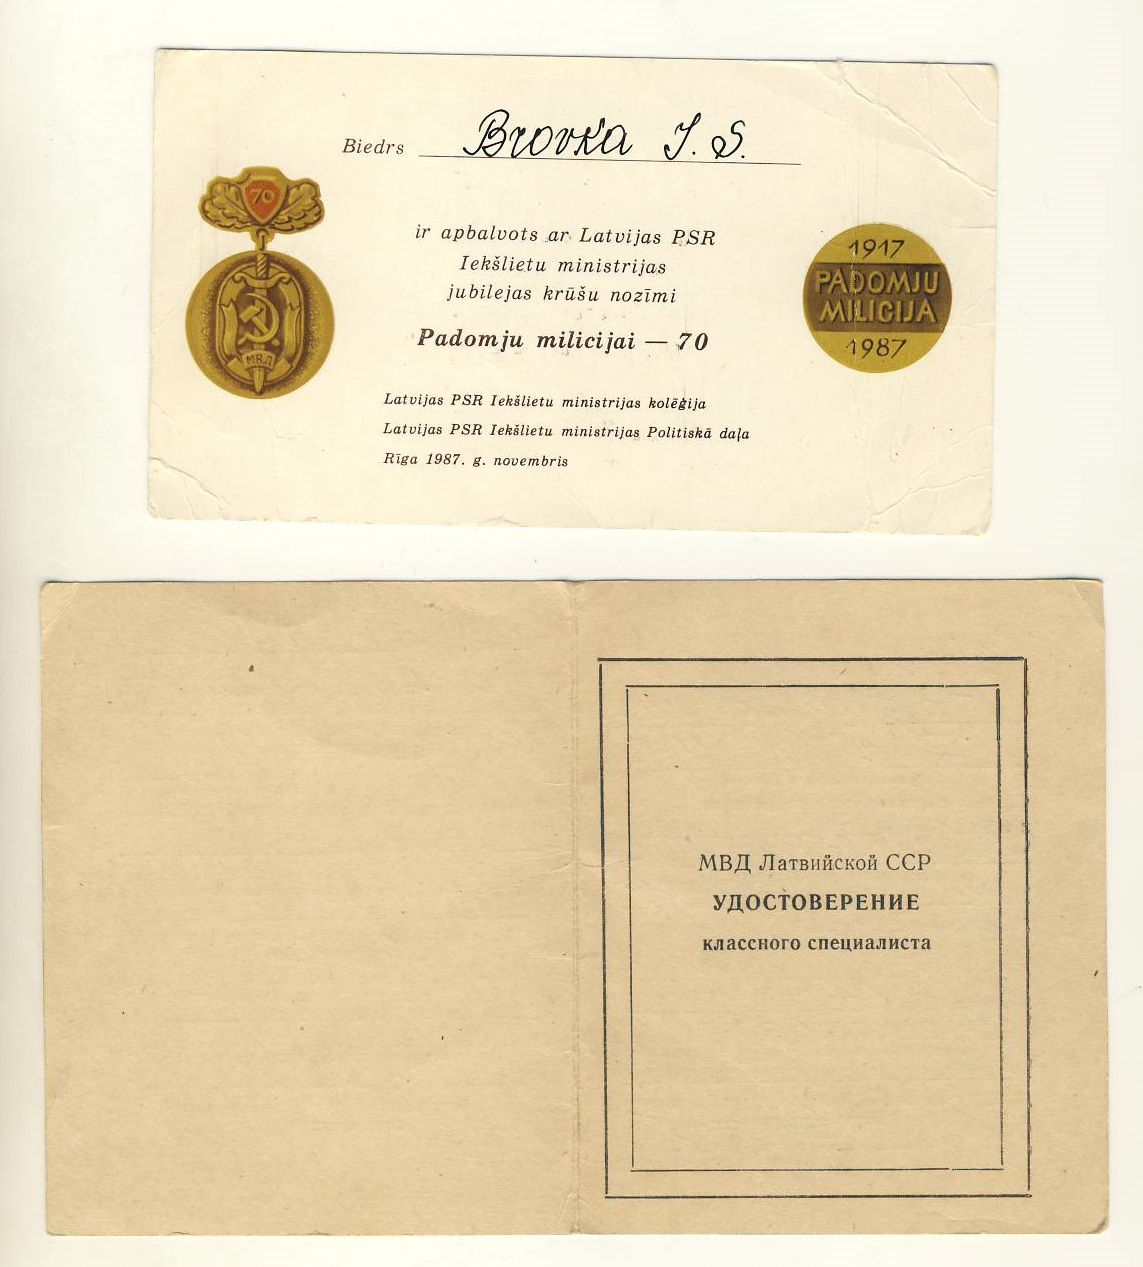 Biedrs Brovka J. S.
70
МВД
ir apbalvots ar Latvijas PSR
Iekšlietu ministrijas
jubilejas krūšu nozīmi
Padomju milicijai — 70
1917
PADOMJU
MILICIJA
1987
Latvijas PSR Iekšlietu ministrijas kolēģija
Latvijas PSR Iekšlietu ministrijas Politiskā daļa
Rīga 1987. g. novembris
МВД Латвийской ССР
УДОСТОВЕРЕНИЕ
классного специалиста